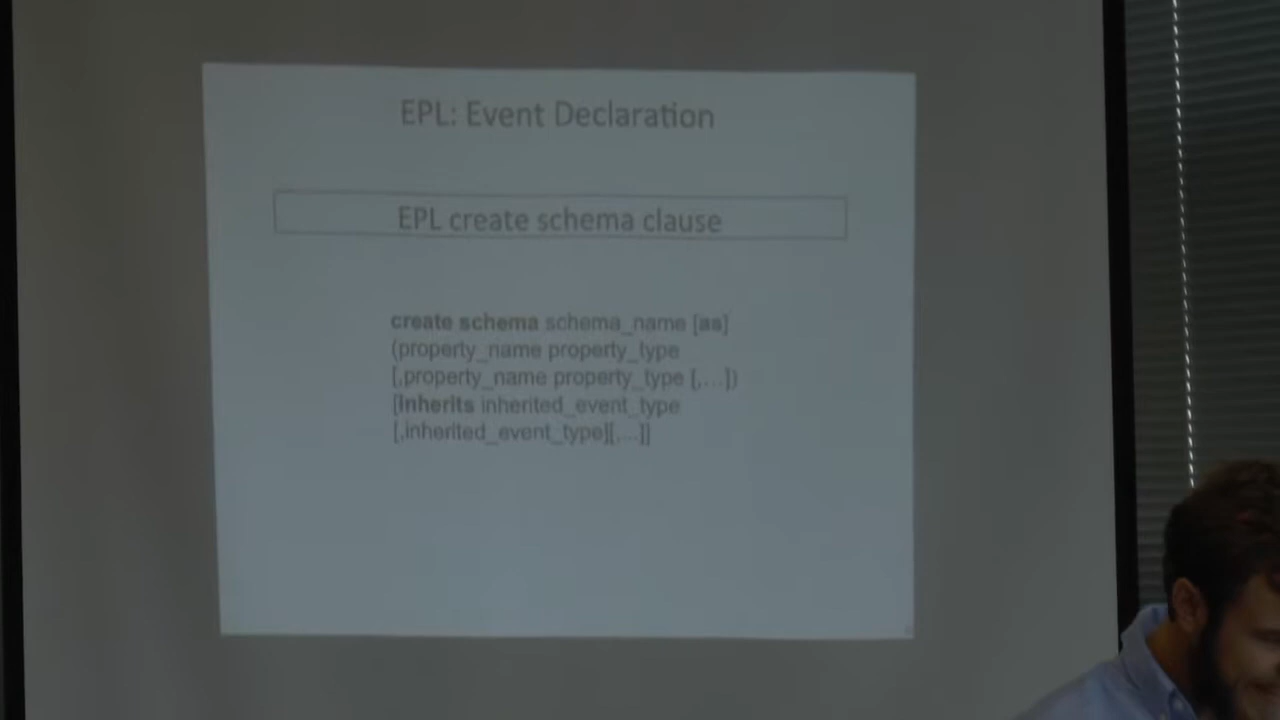 EPL: Event Declaration
EPL create schema clause
create schema schema_name [as]
(property_name property_type
[,property_name property_type [,...])
[inherits inherited_event_type
[,inherited_event_type][,...]]